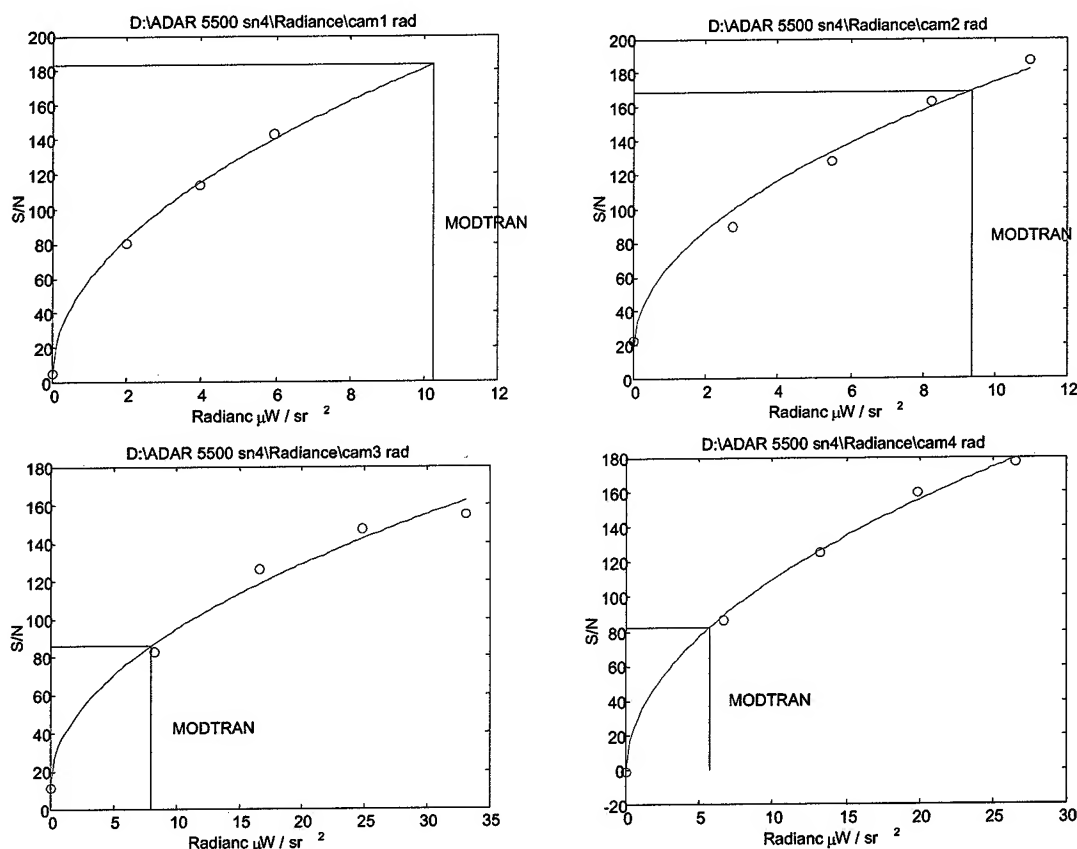 D:\ADAR 5500 sn4\Radiance\cam1 rad
200
180
160
140
120
100
80
60
40
20
0
S/N
MODTRAN
0 2 4 6 8 10 12
Radianc µW / sr ²
D:\ADAR 5500 sn4\Radiance\cam2 rad
200
180
160
140
120
100
80
60
40
20
0
S/N
MODTRAN
0 2 4 6 8 10 12
Radianc µW / sr ²
D:\ADAR 5500 sn4\Radiance\cam3 rad
180
160
140
120
100
80
60
40
20
0
S/N
MODTRAN
0 5 10 15 20 25 30 35
Radianc µW / sr ²
D:\ADAR 5500 sn4\Radiance\cam4 rad
180
160
140
120
100
80
60
40
20
0
-20
S/N
MODTRAN
0 5 10 15 20 25 30
Radianc µW / sr ²